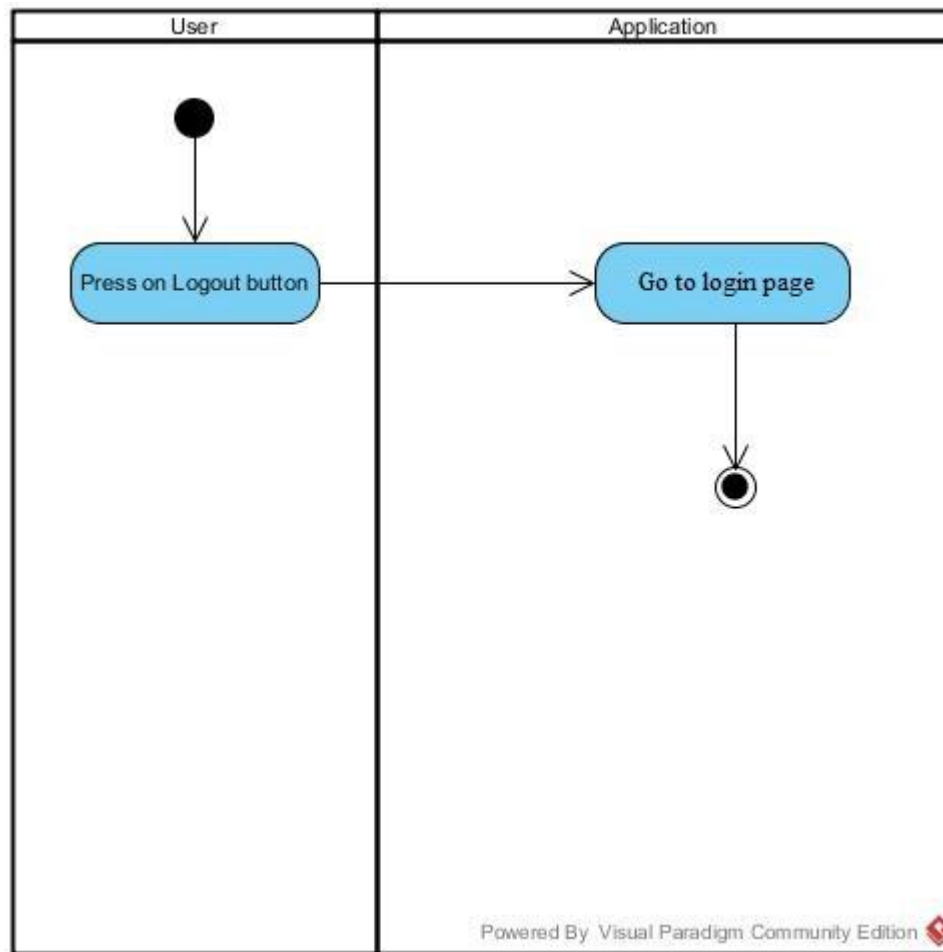 User
Application
Press on Logout button
Go to login page
Powered By Visual Paradigm Community Edition